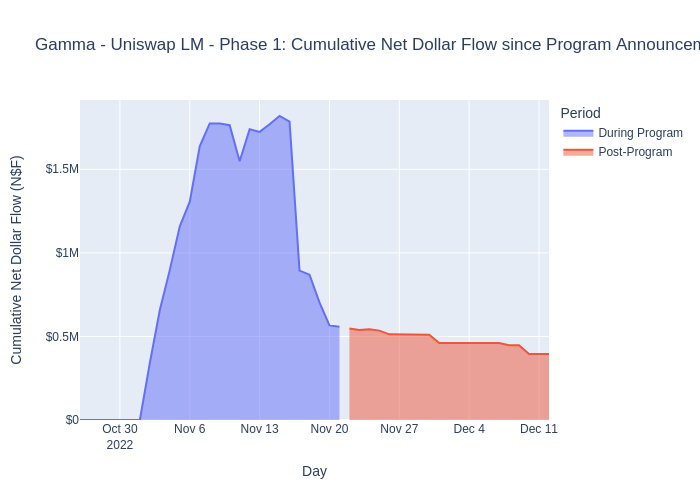 Gamma - Uniswap LM - Phase 1: Cumulative Net Dollar Flow since Program
Period
During Program
Post-Program
Cumulative Net Dollar Flow (N$F)
$1.5M
$1M
$0.5M
$0
Oct 30
2022
Nov 6
Nov 13
Nov 20
Nov 27
Dec 4
Dec 11
Day